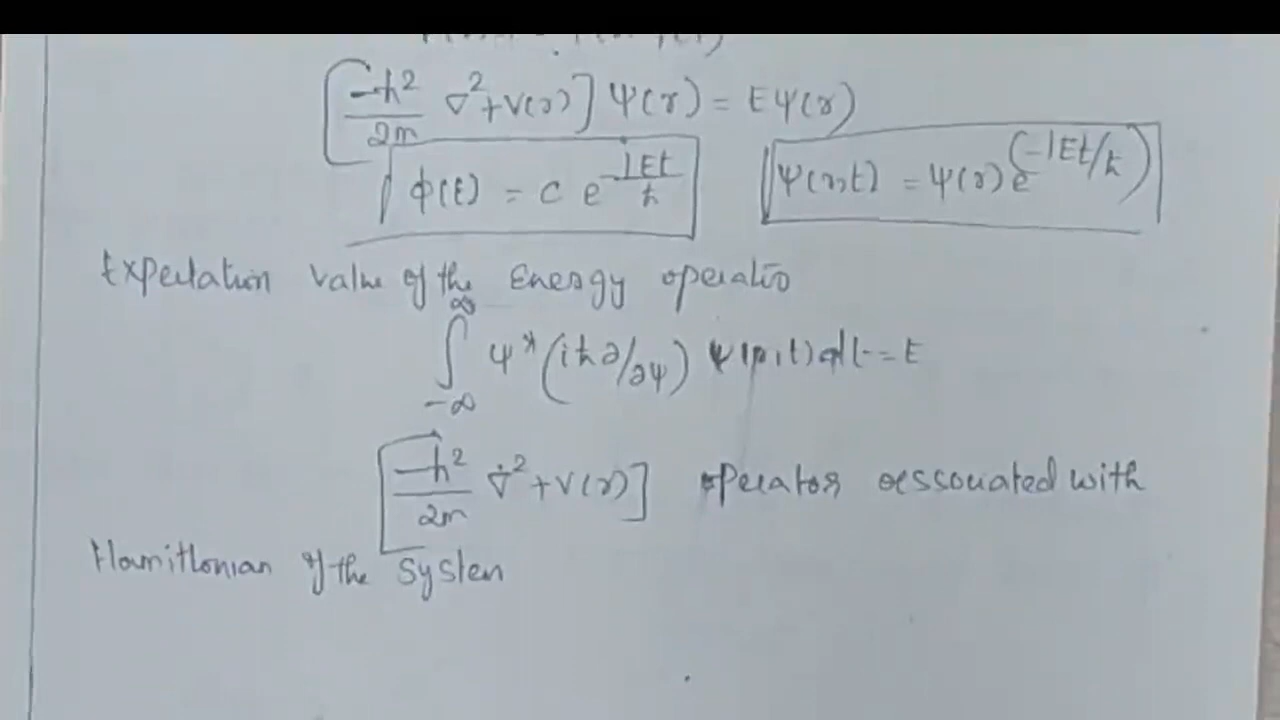 [-ħ²/2m ∇²+V(r)] Ψ(r) = EΨ(r)
φ(t) = C e^-iEt/ħ
Ψ(r,t) = Ψ(r) e^(-iEt/ħ)
Expectation value of the Energy operator
∫_-∞^∞ Ψ* (iħ∂/∂Ψ) Ψ(r,t) dt = E
[-ħ²/2m ∇²+V(r)] operator associated with
Hamiltonian of the System